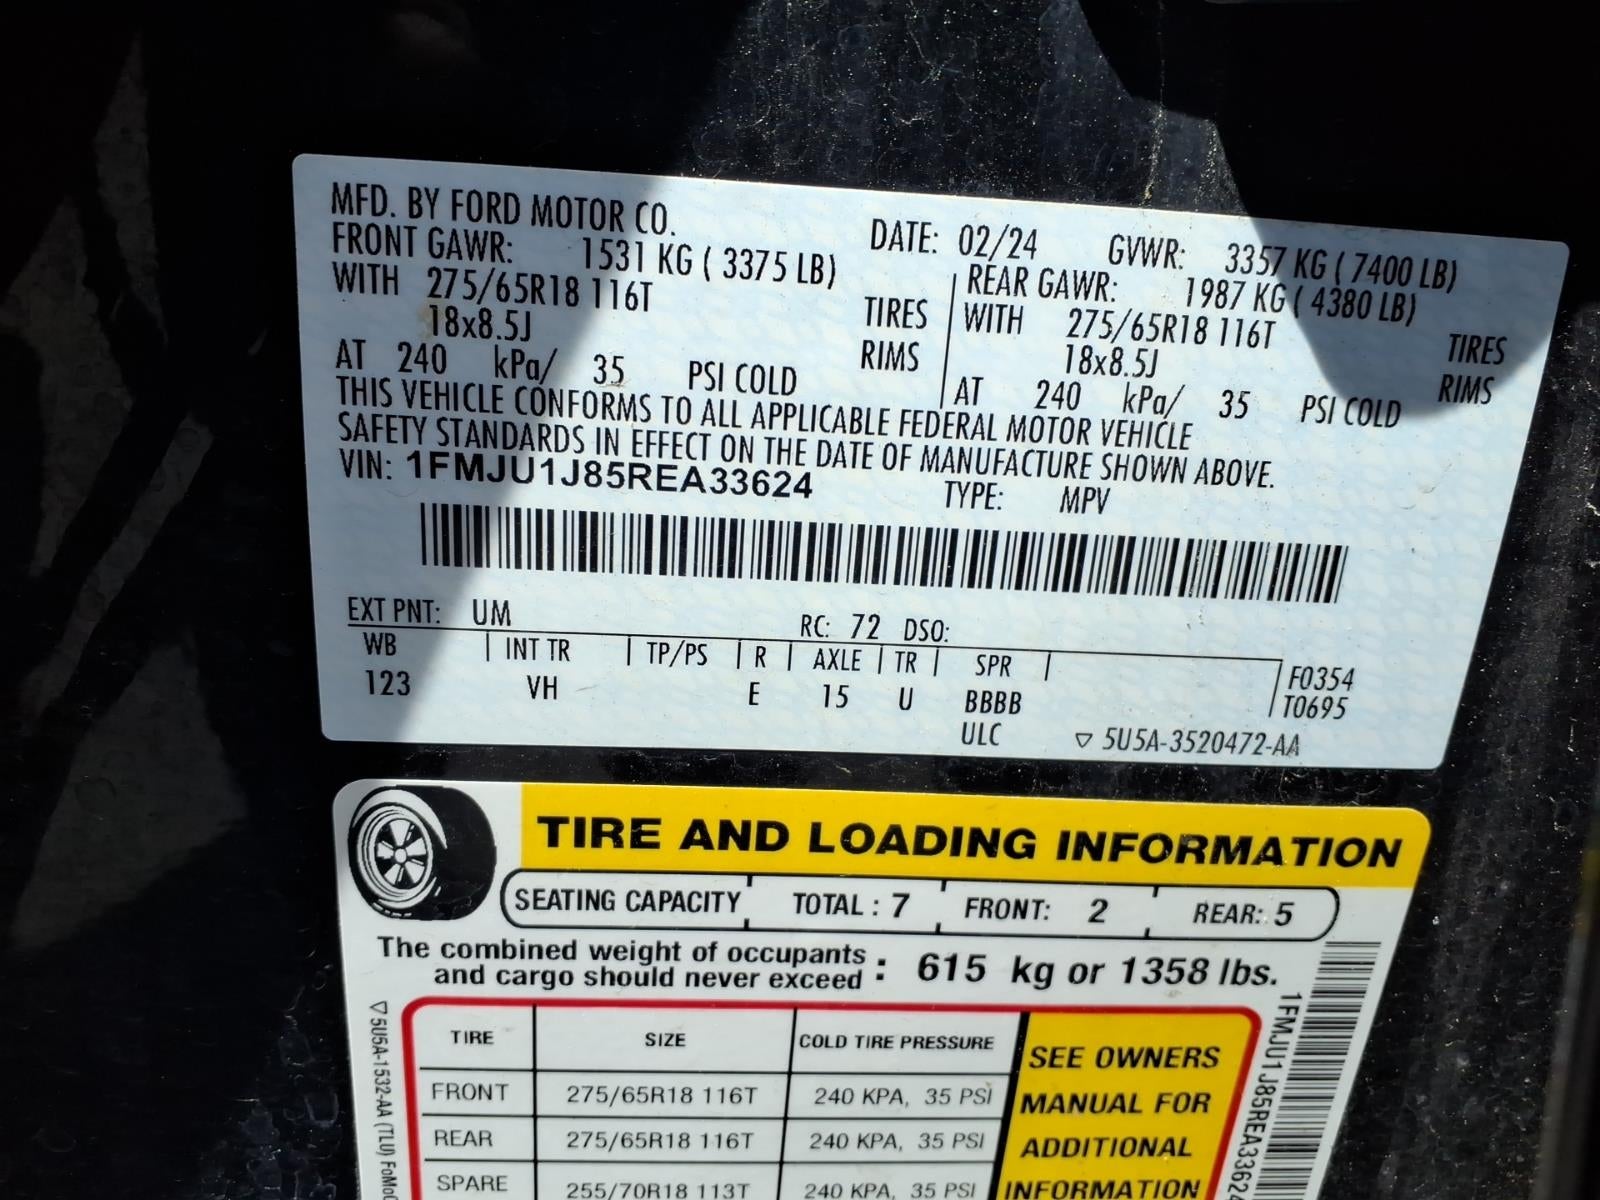 MFD. BY FORD MOTOR CO. DATE: 02/24 GVWR: 3357 KG ( 7400 LB)
FRONT GAWR: 1531 KG ( 3375 LB) REAR GAWR: 1987 KG ( 4380 LB)
WITH 275/65R18 116T TIRES WITH 275/65R18 116T TIRES
18x8.5J RIMS 18x8.5J RIMS
AT 240 kPa/ 35 PSI COLD AT 240 kPa/ 35 PSI COLD
THIS VEHICLE CONFORMS TO ALL APPLICABLE FEDERAL MOTOR VEHICLE
SAFETY STANDARDS IN EFFECT ON THE DATE OF MANUFACTURE SHOWN ABOVE.
VIN: 1FMJU1J85REA33624 TYPE: MPV
EXT PNT: UM RC: 72 DSO:
WB INT TR TP/PS R AXLE TR SPR F0354
123 VH E 15 U BBBB T0695
ULC 5U5A-3520472-AA
TIRE AND LOADING INFORMATION
SEATING CAPACITY TOTAL : 7 FRONT: 2 REAR: 5
The combined weight of occupants
and cargo should never exceed : 615 kg or 1358 lbs.
TIRE SIZE COLD TIRE PRESSURE
FRONT 275/65R18 116T 240 KPA, 35 PSI
REAR 275/65R18 116T 240 KPA, 35 PSI
SPARE 255/70R18 113T 240 KPA, 35 PSI
SEE OWNERS
MANUAL FOR
ADDITIONAL
INFORMATION
5U5A-1532-AA (TLU) FoMoC
1FMJU1J85REA33624